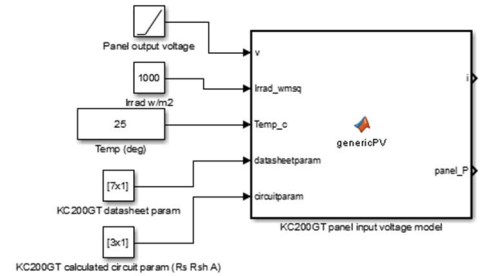 Panel output voltage
v
1000
Irrad_wmsq
i
Irrad w/m2
25
Temp_c
Temp (deg)
genericPV
[7x1]
datasheetparam
panel_P
KC200GT datasheet param
[3x1]
circuitparam
KC200GT panel input voltage model
KC200GT calculated circuit param (Rs Rsh A)